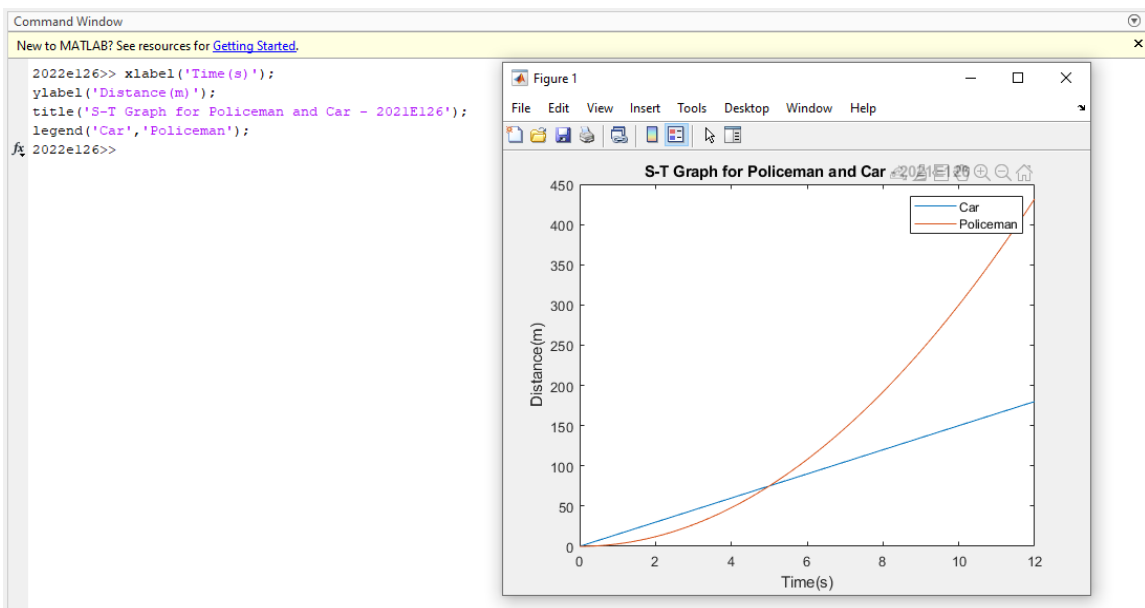 Command Window
New to MATLAB? See resources for Getting Started.
2022e126>> xlabel('Time(s)');
ylabel('Distance(m)');
title('S-T Graph for Policeman and Car - 2021E126');
legend('Car','Policeman');
fx 2022e126>>
Figure 1
File Edit View Insert Tools Desktop Window Help
S-T Graph for Policeman and Car - 2021E126
Car
Policeman
450
400
350
300
250
200
150
100
50
0
Distance(m)
0 2 4 6 8 10 12
Time(s)